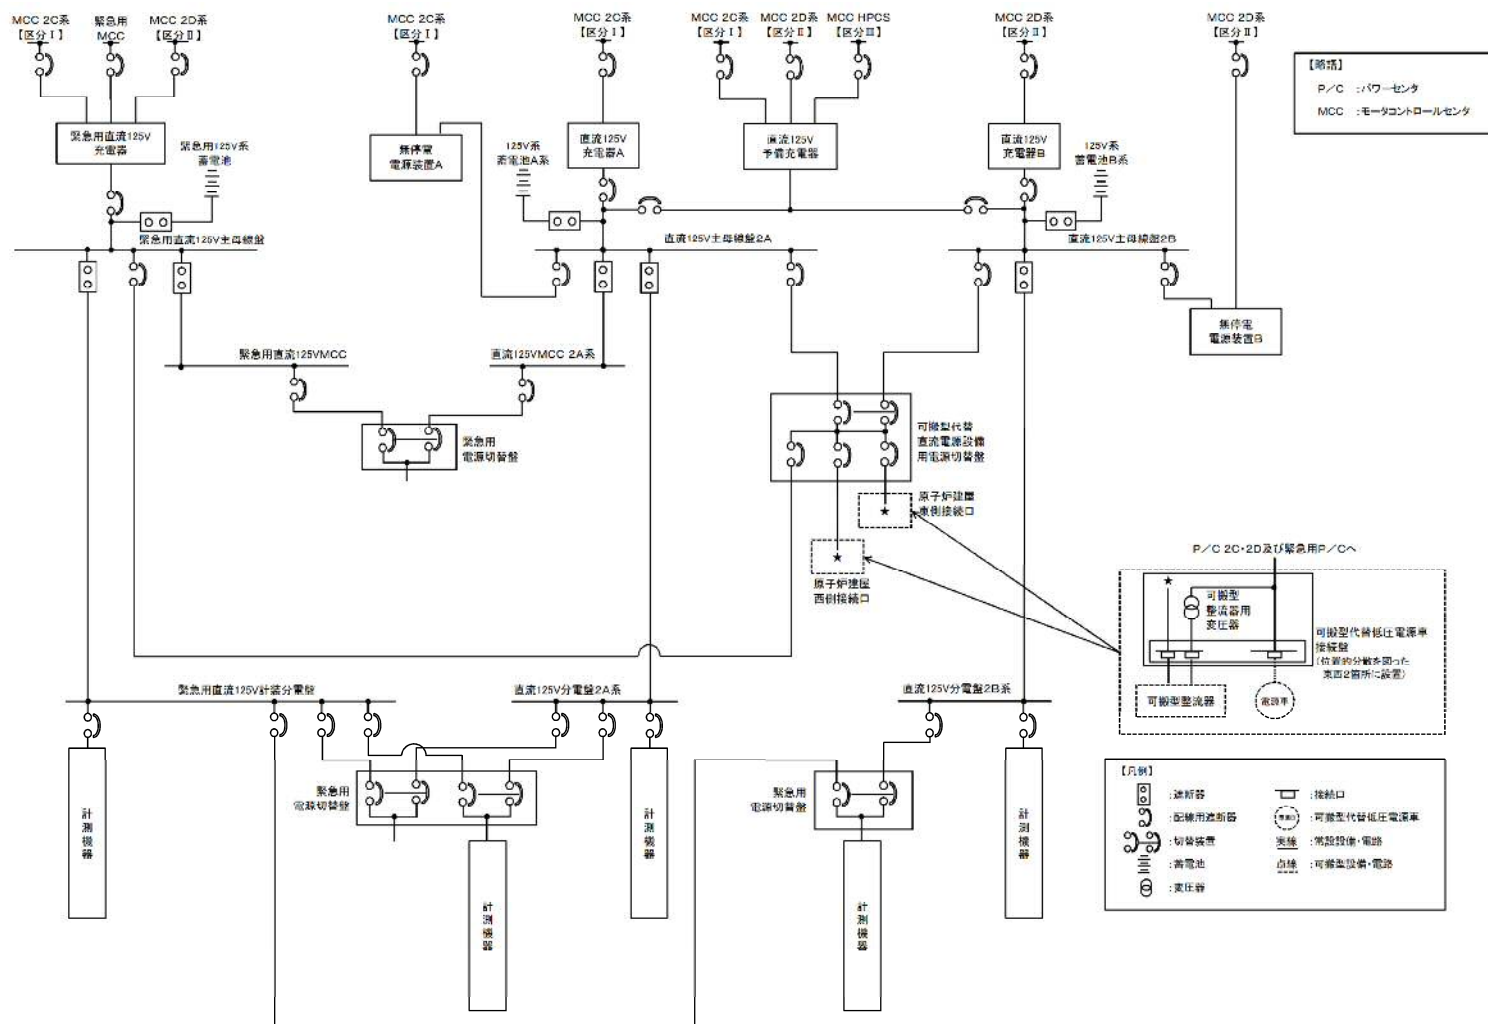 MCC 2C系
【区分Ⅰ】
緊急用
MCC
MCC 2D系
【区分Ⅱ】
MCC 2C系
【区分Ⅰ】
MCC 2C系
【区分Ⅰ】
MCC 2C系
【区分Ⅰ】
MCC 2D系
【区分Ⅱ】
MCC HPCS
【区分Ⅲ】
MCC 2D系
【区分Ⅱ】
MCC 2D系
【区分Ⅱ】
【略語】
P/C :パワーセンタ
MCC :モータコントロールセンタ
緊急用直流125V
充電器
緊急用125V系
蓄電池
無停電
電源装置A
125V系
蓄電池A系
直流125V
充電器A
直流125V
予備充電器
直流125V
充電器B
125V系
蓄電池B系
緊急用直流125V主母線盤
直流125V主母線盤2A
直流125V主母線盤2B
無停電
電源装置B
緊急用直流125VMCC
直流125VMCC 2A系
緊急用
電源切替盤
可搬型代替
直流電源設備
用電源切替盤
原子炉建屋
東側接続口
★
★
原子炉建屋
西側接続口
P/C 2C・2D及び緊急用P/Cへ
★
可搬型
整流器用
変圧器
可搬型代替低圧電源車
接続盤
(位置的分散を図った
東西2箇所に設置)
可搬型整流器
電源車
緊急用直流125V計装分電盤
直流125V分電盤2A系
直流125V分電盤2B系
緊急用
電源切替盤
緊急用
電源切替盤
計測機器
計測機器
計測機器
計測機器
計測機器
【凡例】
:遮断器
:配線用遮断器
:切替装置
:蓄電池
:変圧器
:接続口
:可搬型代替低圧電源車
実線 :常設設備・電路
点線 :可搬型設備・電路